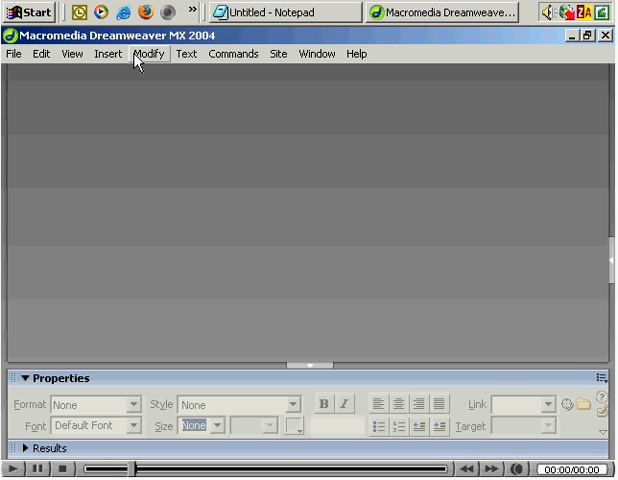 Start » Untitled - Notepad Macromedia Dreamweave... ZA
Macromedia Dreamweaver MX 2004
File Edit View Insert Modify Text Commands Site Window Help
Properties
Format None Style None B I Link
Font Default Font Size None Target
Results
00:00/00:00